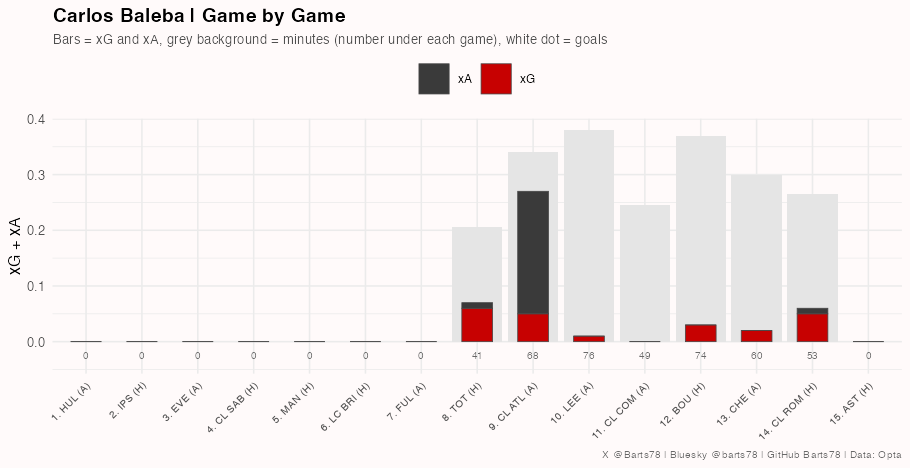 Carlos Baleba | Game by Game
Bars = xG and xA, grey background = minutes (number under each game), white dot = goals
xA xG
xG + xA
0.4
0.3
0.2
0.1
0.0
0 0 0 0 0 0 0 41 68 76 49 74 60 53 0
1. HUL (A)
2. IPS (H)
3. EVE (A)
4. CL SAB (H)
5. MAN (H)
6. LC BRI (H)
7. FUL (A)
8. TOT (H)
9. CL ATL (A)
10. LEE (A)
11. CL COM (A)
12. BOU (H)
13. CHE (A)
14. CL ROM (H)
15. AST (H)
X @Barts78 | Bluesky @barts78 | GitHub Barts78 | Data: Opta